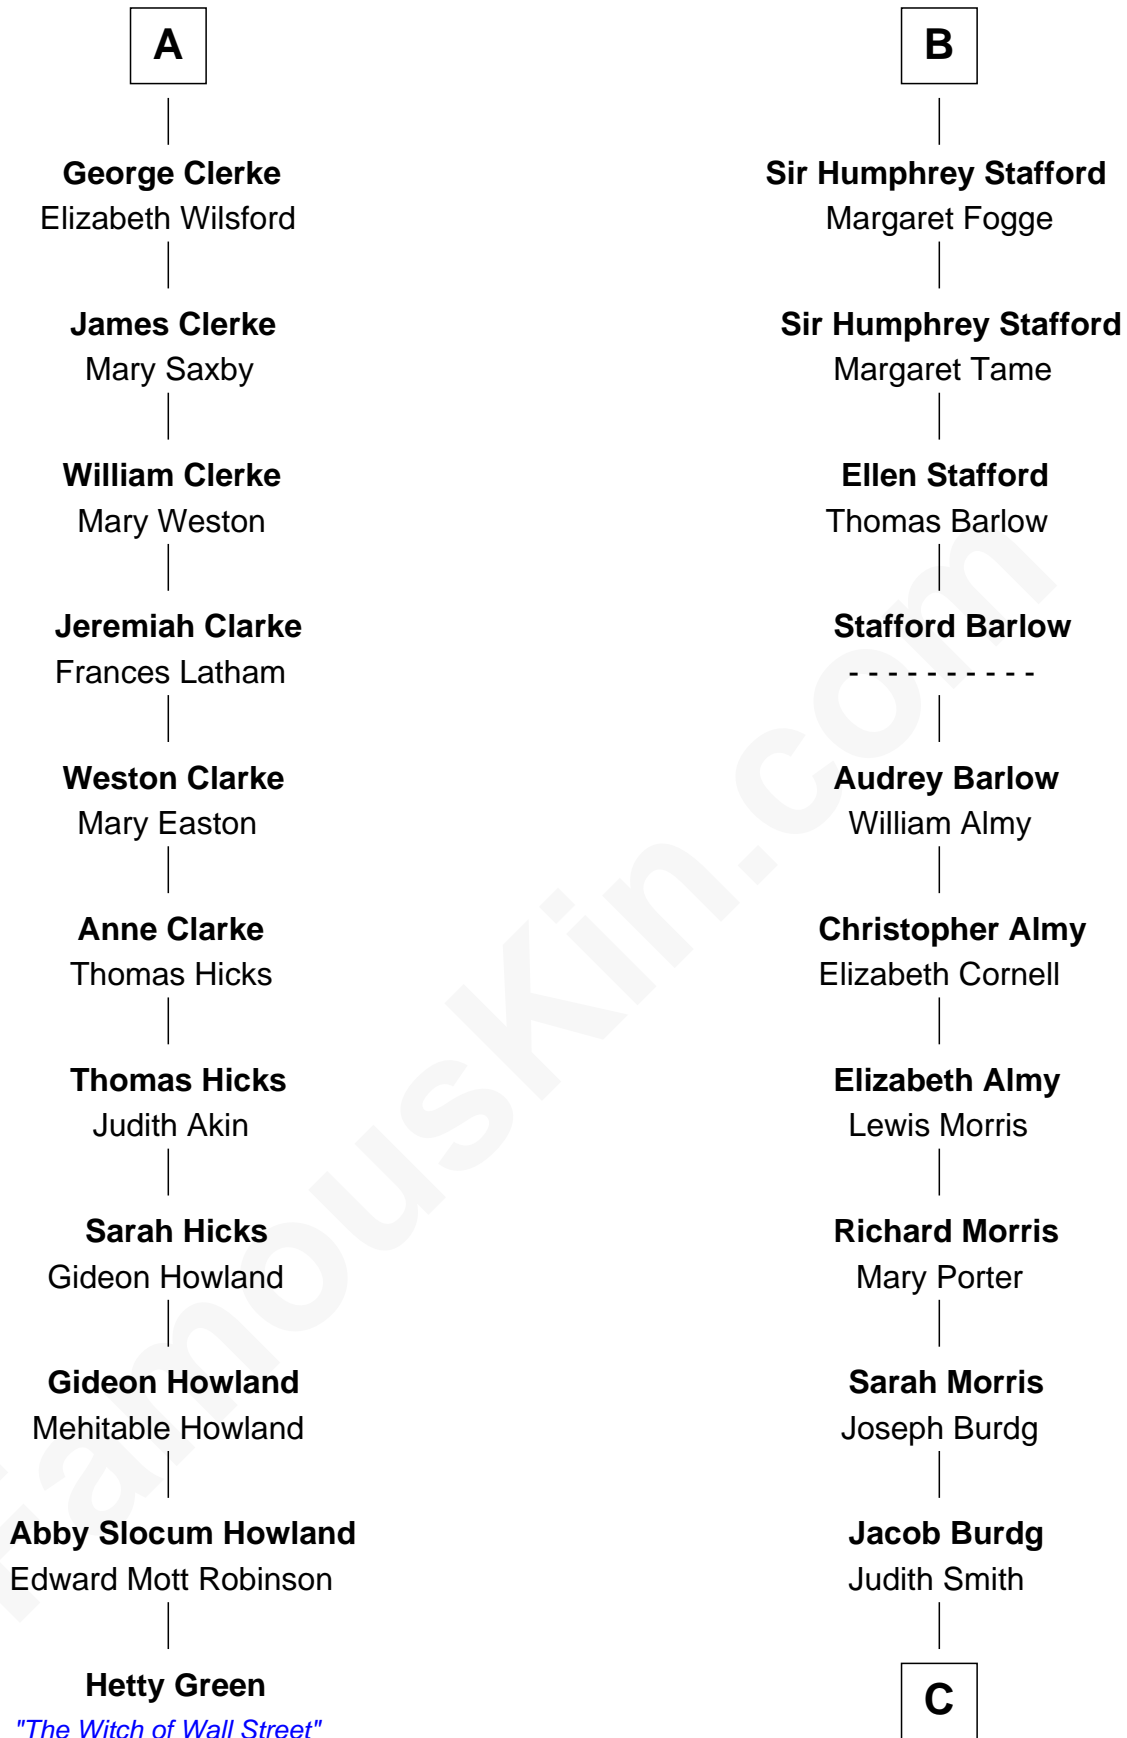 A
George Clerke
Elizabeth Wilsford
James Clerke
Mary Saxby
William Clerke
Mary Weston
Jeremiah Clarke
Frances Latham
Weston Clarke
Mary Easton
Anne Clarke
Thomas Hicks
Thomas Hicks
Judith Akin
Sarah Hicks
Gideon Howland
Gideon Howland
Mehitable Howland
Abby Slocum Howland
Edward Mott Robinson
Hetty Green
"The Witch of Wall Street"
B
Sir Humphrey Stafford
Margaret Fogge
Sir Humphrey Stafford
Margaret Tame
Ellen Stafford
Thomas Barlow
Stafford Barlow
- - - - - - - - - -
Audrey Barlow
William Almy
Christopher Almy
Elizabeth Cornell
Elizabeth Almy
Lewis Morris
Richard Morris
Mary Porter
Sarah Morris
Joseph Burdg
Jacob Burdg
Judith Smith
C
FamousKin.com